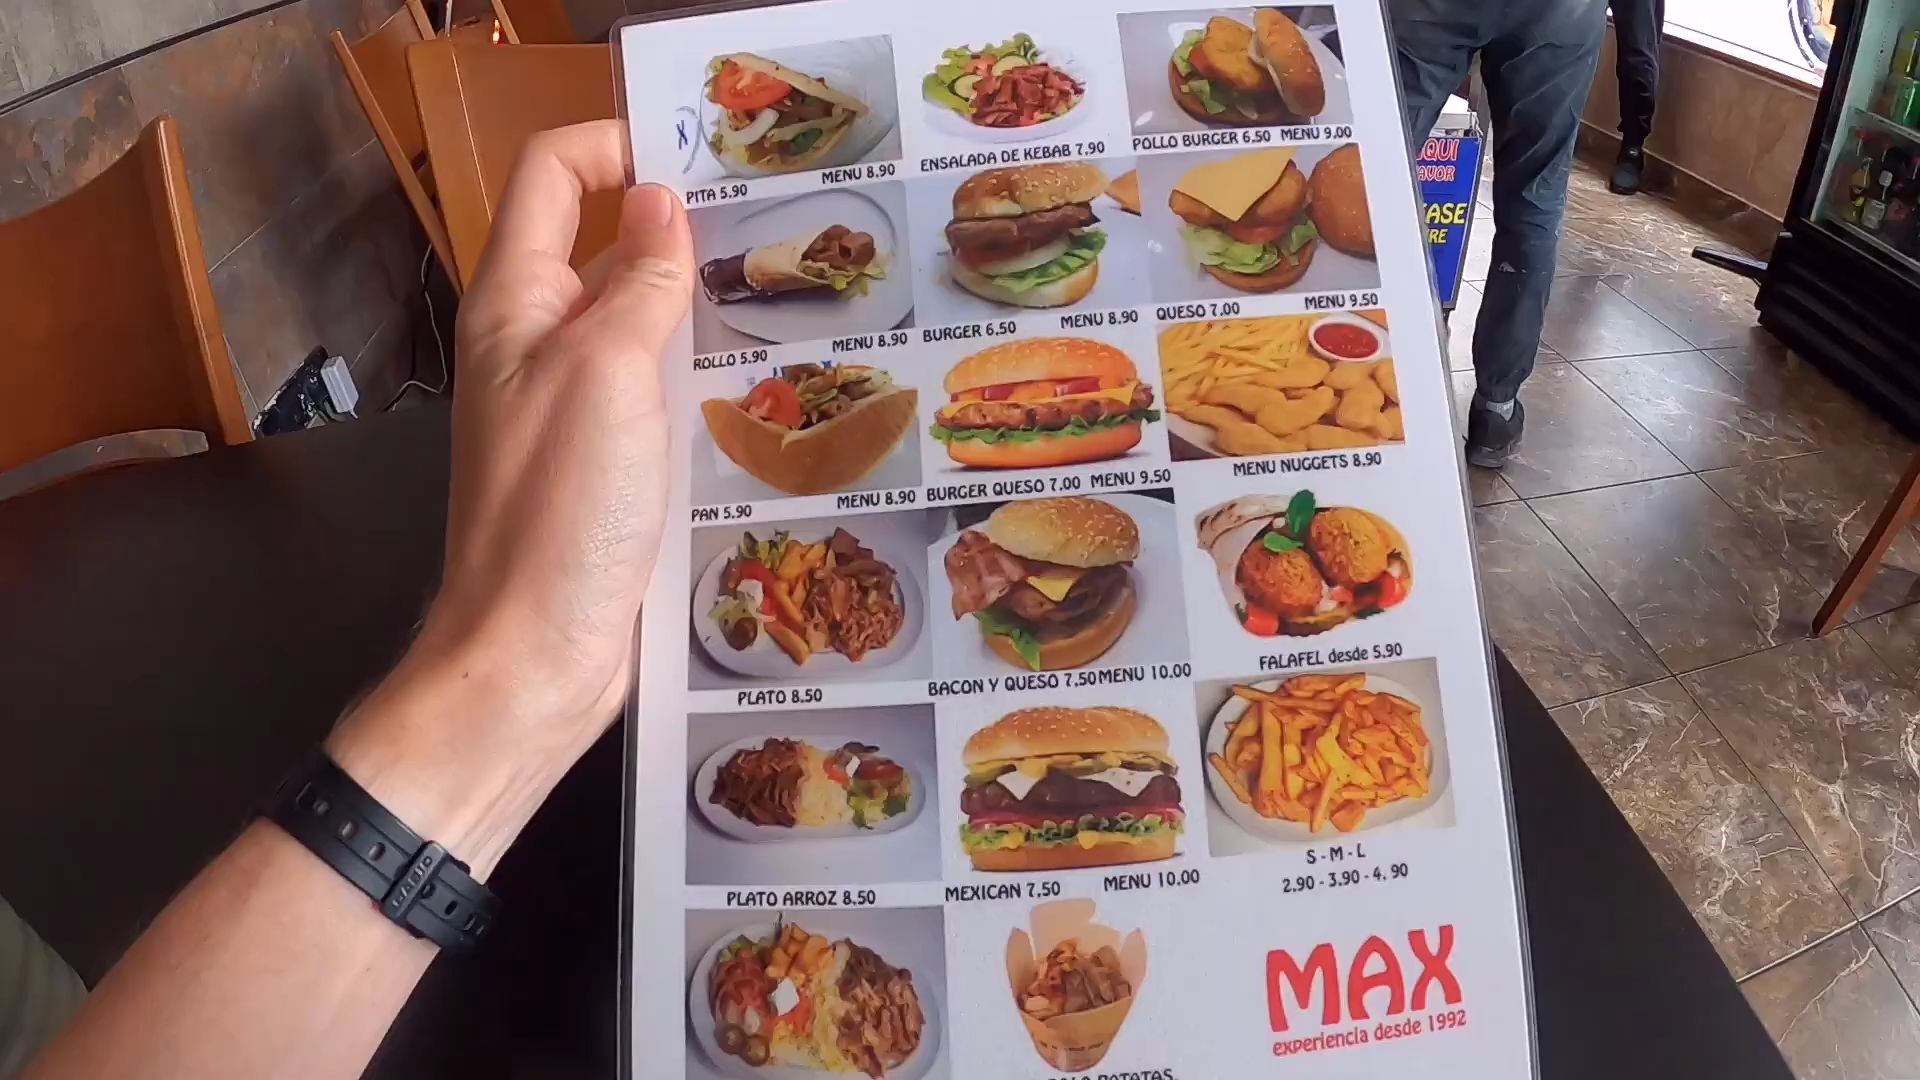 X
PITA 5.90 MENU 8.90
ENSALADA DE KEBAB 7.90
POLLO BURGER 6.50 MENU 9.00
ROLLO 5.90 MENU 8.90
BURGER 6.50 MENU 8.90
QUESO 7.00 MENU 9.50
PAN 5.90 MENU 8.90
BURGER QUESO 7.00 MENU 9.50
MENU NUGGETS 8.90
PLATO 8.50
BACON Y QUESO 7.50 MENU 10.00
FALAFEL desde 5.90
PLATO ARROZ 8.50
MEXICAN 7.50 MENU 10.00
S - M - L
2.90 - 3.90 - 4.90
PATATAS
MAX
experiencia desde 1992